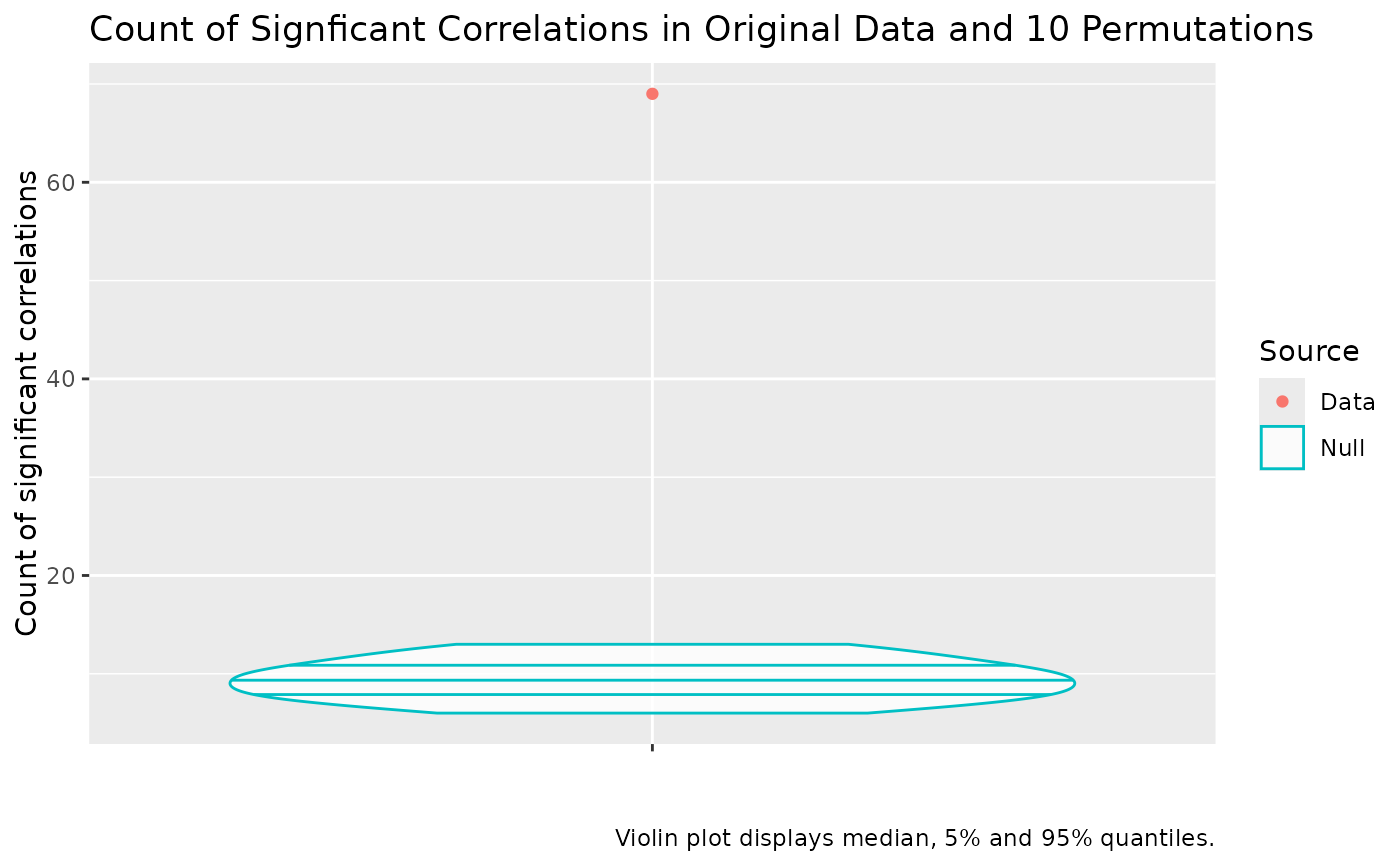 Count of Signficant Correlations in Original Data and 10 Permutations
Count of significant correlations
60
40
20
Source
Data
Null
Violin plot displays median, 5% and 95% quantiles.